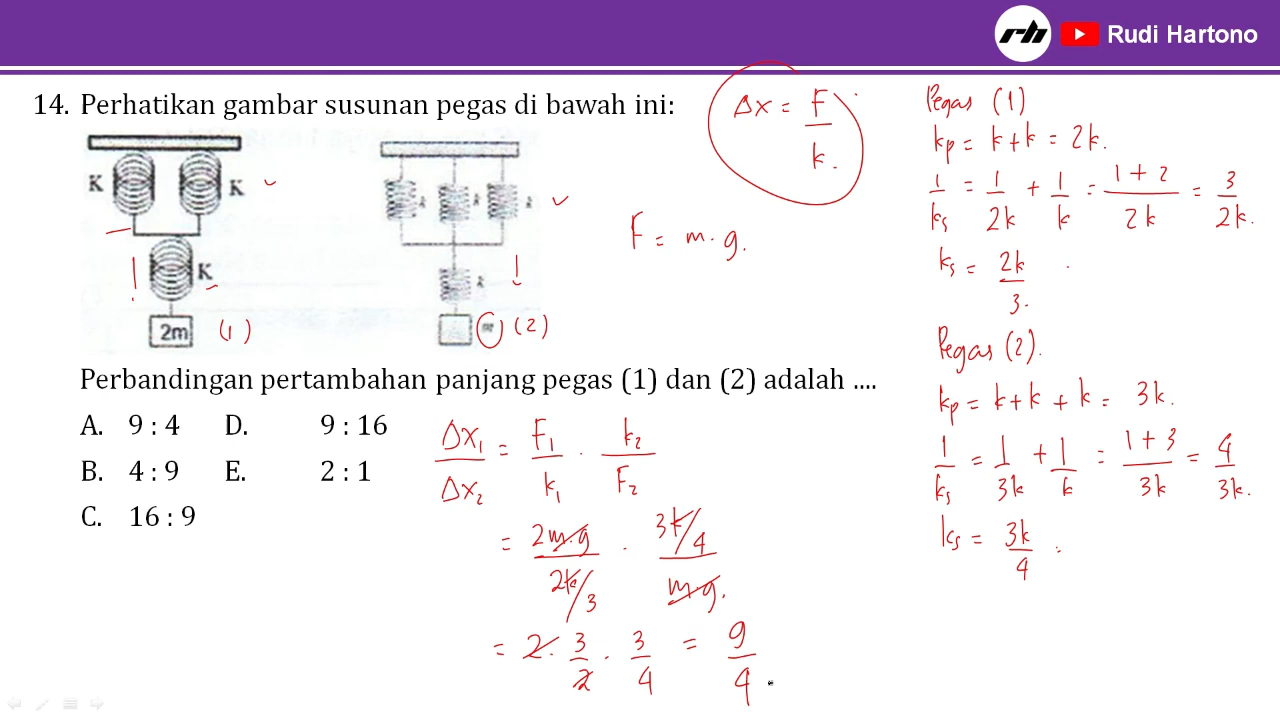 rh Rudi Hartono
14. Perhatikan gambar susunan pegas di bawah ini:
K K
K
2m (1)
(2)
Perbandingan pertambahan panjang pegas (1) dan (2) adalah ....
A. 9 : 4 D. 9 : 16
B. 4 : 9 E. 2 : 1
C. 16 : 9
Δx = F/k.
F = m.g.
Δx₁/Δx₂ = F₁/k₁ . k₂/F₂
= 2m.g/(2k/3) . (3k/4)/m.g.
= 2. 3/2 . 3/4 = 9/4
Pegas (1)
kp = k + k = 2k.
1/ks = 1/2k + 1/k = 1 + 2/2k = 3/2k.
ks = 2k/3.
Pegas (2).
kp = k + k + k = 3k.
1/ks = 1/3k + 1/k = 1 + 3/3k = 4/3k.
ks = 3k/4